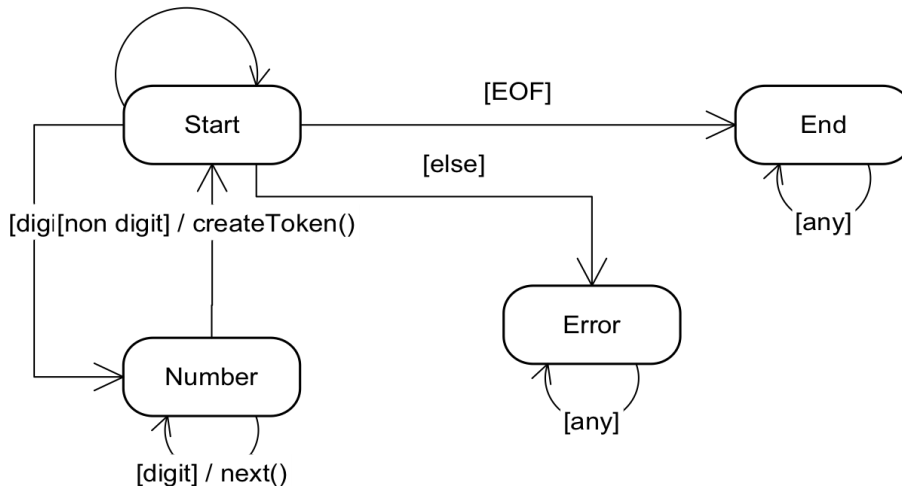 [EOF]
Start
End
[else]
[digi[non digit] / createToken()
[any]
Error
Number
[any]
[digit] / next()